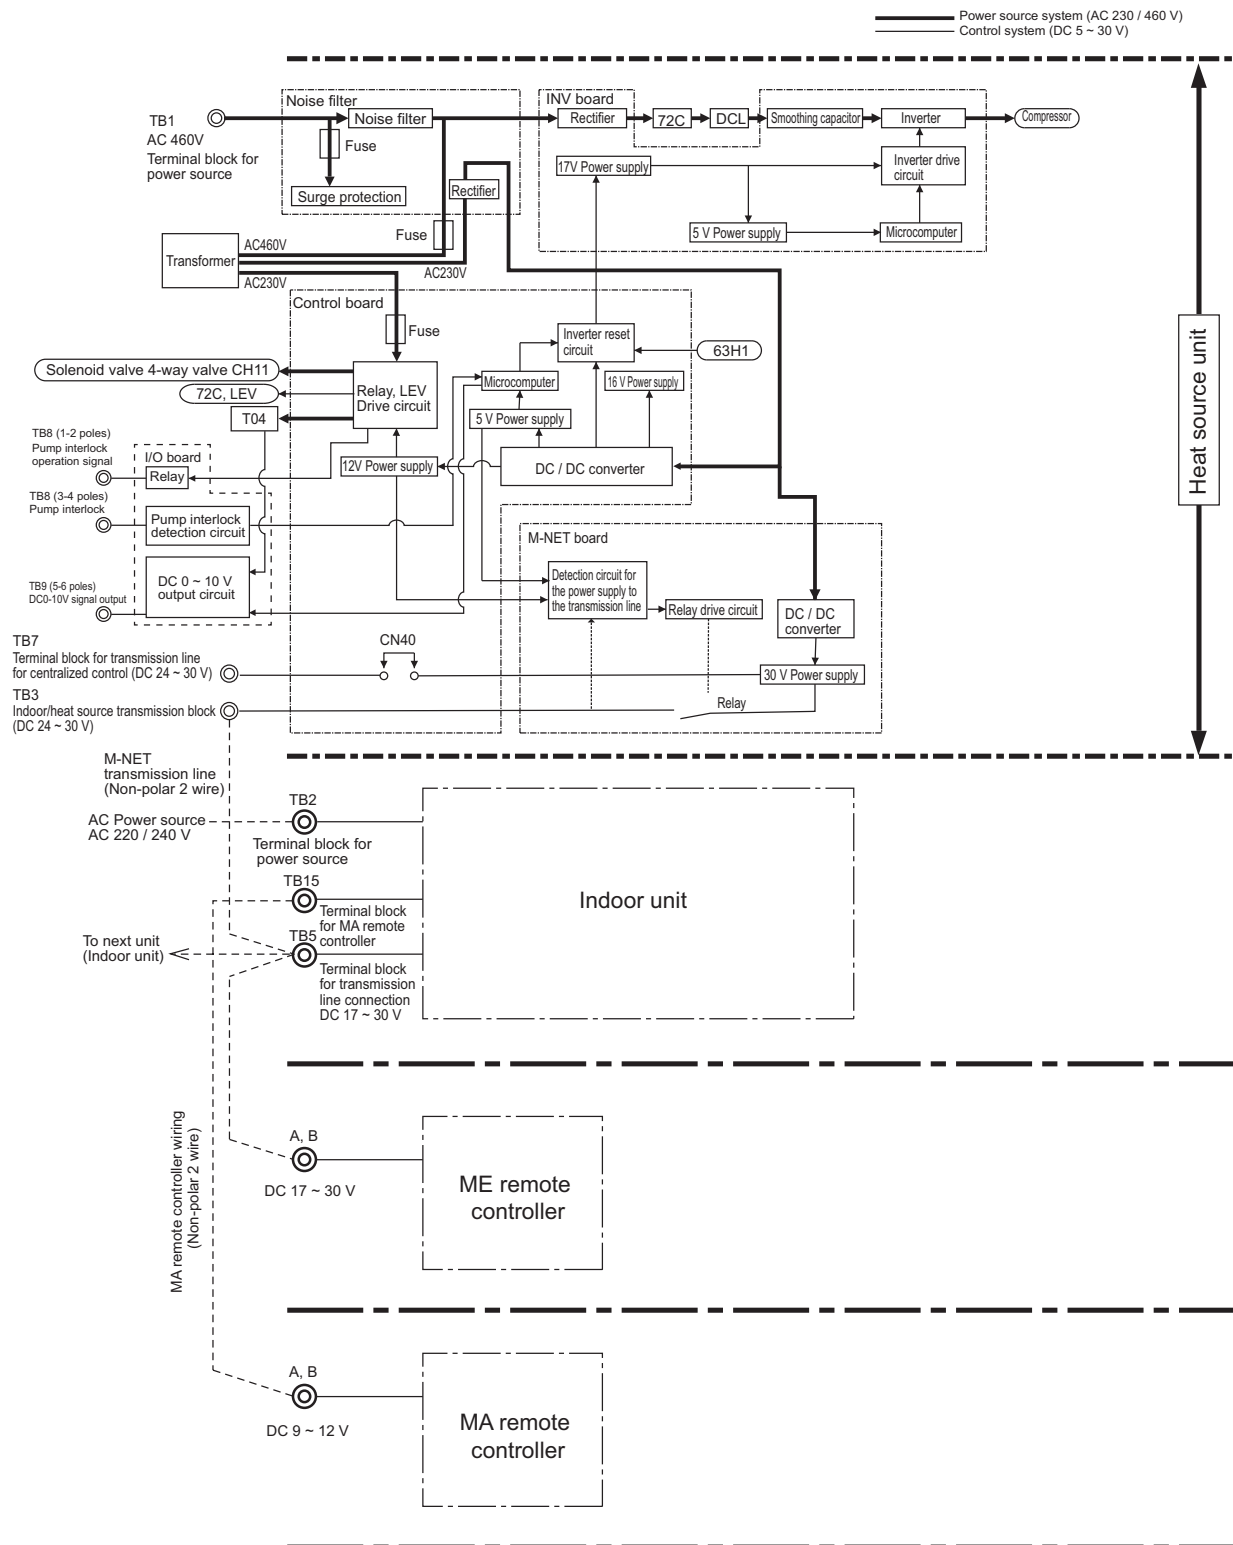 Power source system (AC 230 / 460 V)
Control system (DC 5 ~ 30 V)
Noise filter
INV board
TB1
AC 460V
Terminal block for
power source
Noise filter
Rectifier
72C
DCL
Smoothing capacitor
Inverter
Compressor
Fuse
Surge protection
Rectifier
17V Power supply
Inverter drive
circuit
5 V Power supply
Microcomputer
Fuse
Transformer
AC460V
AC230V
AC230V
Control board
Fuse
Inverter reset
circuit
63H1
Solenoid valve 4-way valve CH11
72C, LEV
T04
Relay, LEV
Drive circuit
Microcomputer
16 V Power supply
5 V Power supply
12V Power supply
DC / DC converter
Heat source unit
TB8 (1-2 poles)
Pump interlock
operation signal
I/O board
Relay
TB8 (3-4 poles)
Pump interlock
Pump interlock
detection circuit
TB9 (5-6 poles)
DC0-10V signal output
DC 0 ~ 10 V
output circuit
M-NET board
Detection circuit for
the power supply to
the transmission line
Relay drive circuit
DC / DC
converter
30 V Power supply
Relay
CN40
TB7
Terminal block for transmission line
for centralized control (DC 24 ~ 30 V)
TB3
Indoor/heat source transmission block
(DC 24 ~ 30 V)
M-NET
transmission line
(Non-polar 2 wire)
AC Power source
AC 220 / 240 V
TB2
Terminal block for
power source
TB15
Terminal block
for MA remote
controller
TB5
Terminal block
for transmission
line connection
DC 17 ~ 30 V
To next unit
(Indoor unit)
Indoor unit
MA remote controller wiring
(Non-polar 2 wire)
A, B
DC 17 ~ 30 V
ME remote
controller
A, B
DC 9 ~ 12 V
MA remote
controller